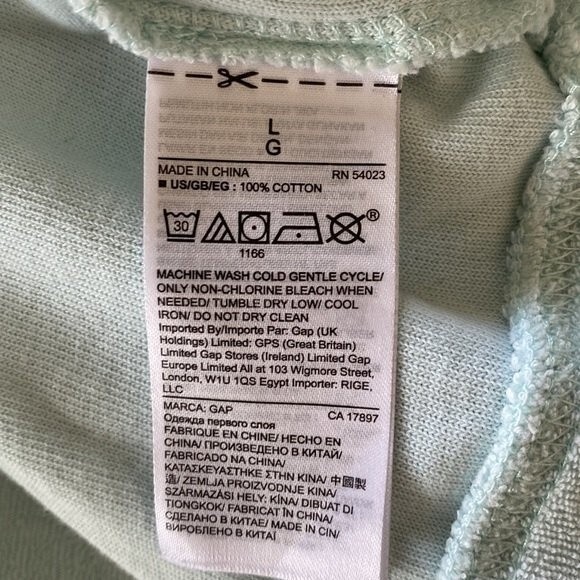 L
G
MADE IN CHINA RN 54023
■ US/GB/EG : 100% COTTON
30
®
1166
MACHINE WASH COLD GENTLE CYCLE/
ONLY NON-CHLORINE BLEACH WHEN
NEEDED/ TUMBLE DRY LOW/ COOL
IRON/ DO NOT DRY CLEAN
Imported By/Importe Par: Gap (UK
Holdings) Limited: GPS (Great Britain)
Limited Gap Stores (Ireland) Limited Gap
Europe Limited All at 103 Wigmore Street,
London, W1U 1QS Egypt Importer: RIGE,
LLC
MARCA: GAP CA 17897
Одежда первого слоя
FABRIQUE EN CHINE/ HECHO EN
CHINA/ ПРОИЗВЕДЕНО В КИТАЙ/
FABRICADO NA CHINA/
ΚΑΤΑΣΚΕΥΑΣΤΗΚΕ ΣΤΗΝ ΚΙΝΑ/ 中國製
造/ ZEMLJA PROIZVODNJE KINA/
SZÁRMAZÁSI HELY: KÍNA/ DIBUAT DI
TIONGKOK/ FABRICAT ÎN CHINA/
СДЕЛАНО В КИТАЕ/ MADE IN CIN/
ВИРОБЛЕНО В КИТАЇ